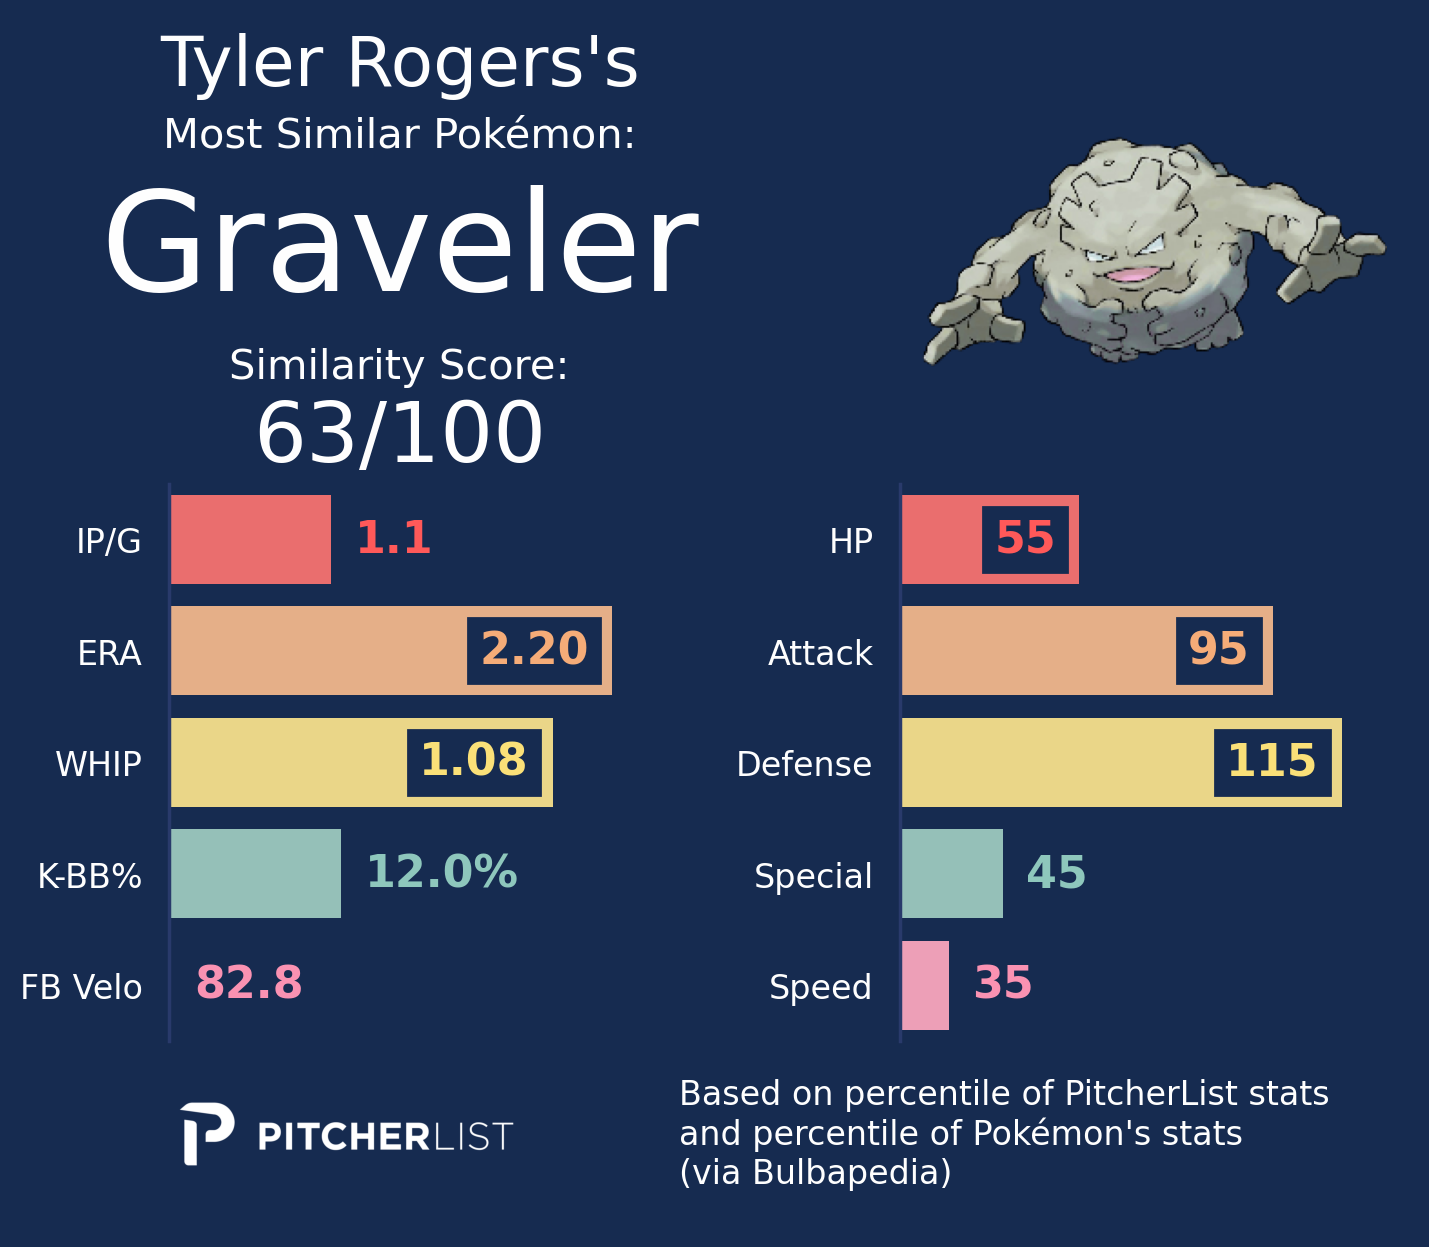 Tyler Rogers's
Most Similar Pokémon:
Graveler
Similarity Score:
63/100
IP/G 1.1
ERA 2.20
WHIP 1.08
K-BB% 12.0%
FB Velo 82.8
HP 55
Attack 95
Defense 115
Special 45
Speed 35
PITCHERLIST
Based on percentile of PitcherList stats
and percentile of Pokémon's stats
(via Bulbapedia)